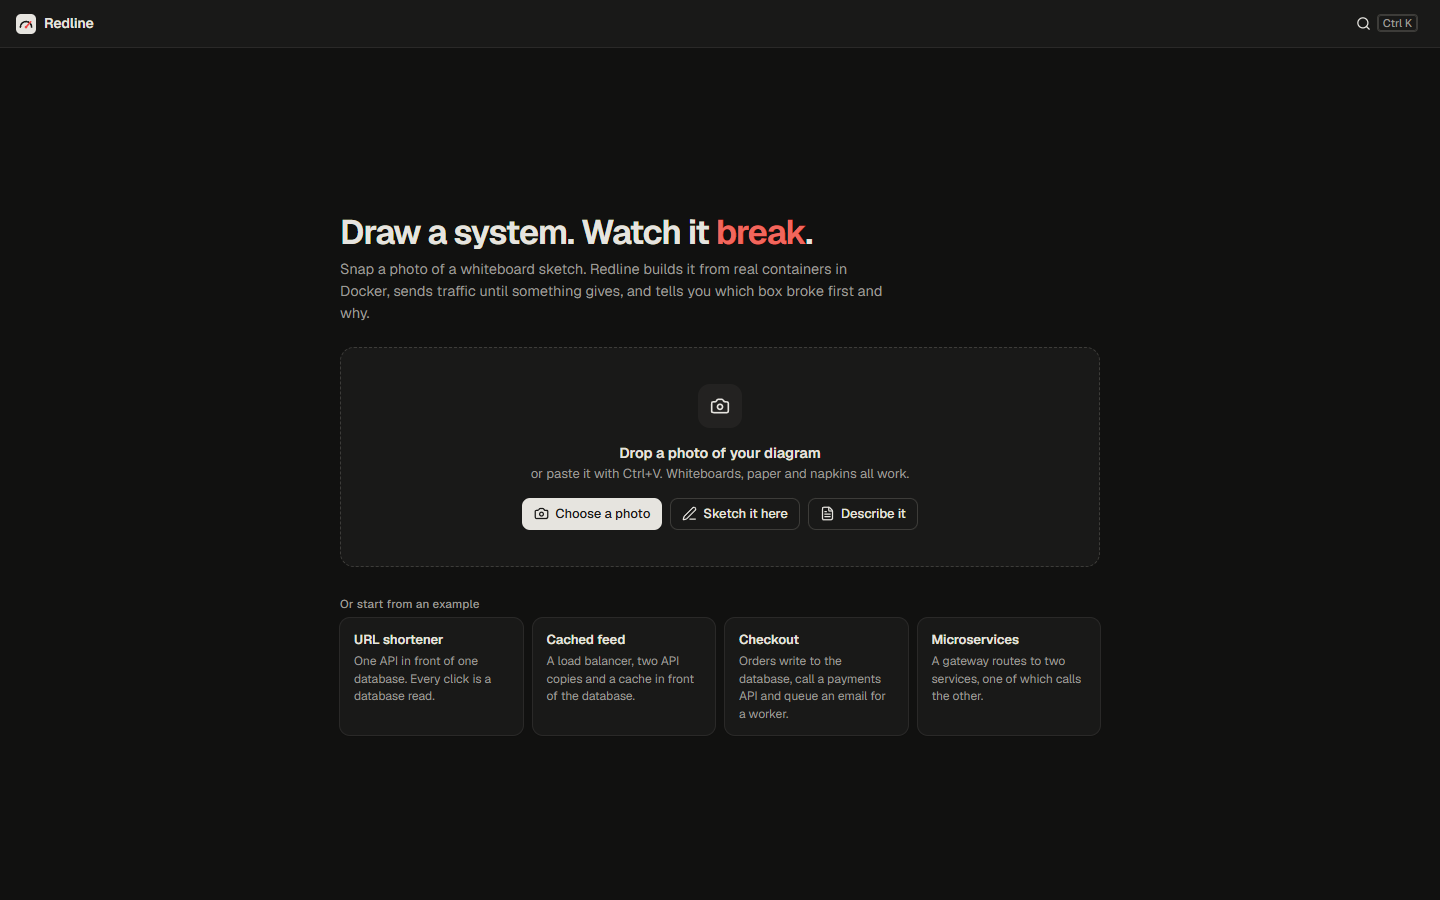 Redline
Ctrl K
Draw a system. Watch it break.
Snap a photo of a whiteboard sketch. Redline builds it from real containers in
Docker, sends traffic until something gives, and tells you which box broke first and
why.
Drop a photo of your diagram
or paste it with Ctrl+V. Whiteboards, paper and napkins all work.
Choose a photo
Sketch it here
Describe it
Or start from an example
URL shortener
One API in front of one
database. Every click is a
database read.
Cached feed
A load balancer, two API
copies and a cache in front
of the database.
Checkout
Orders write to the
database, call a payments
API and queue an email for
a worker.
Microservices
A gateway routes to two
services, one of which calls
the other.